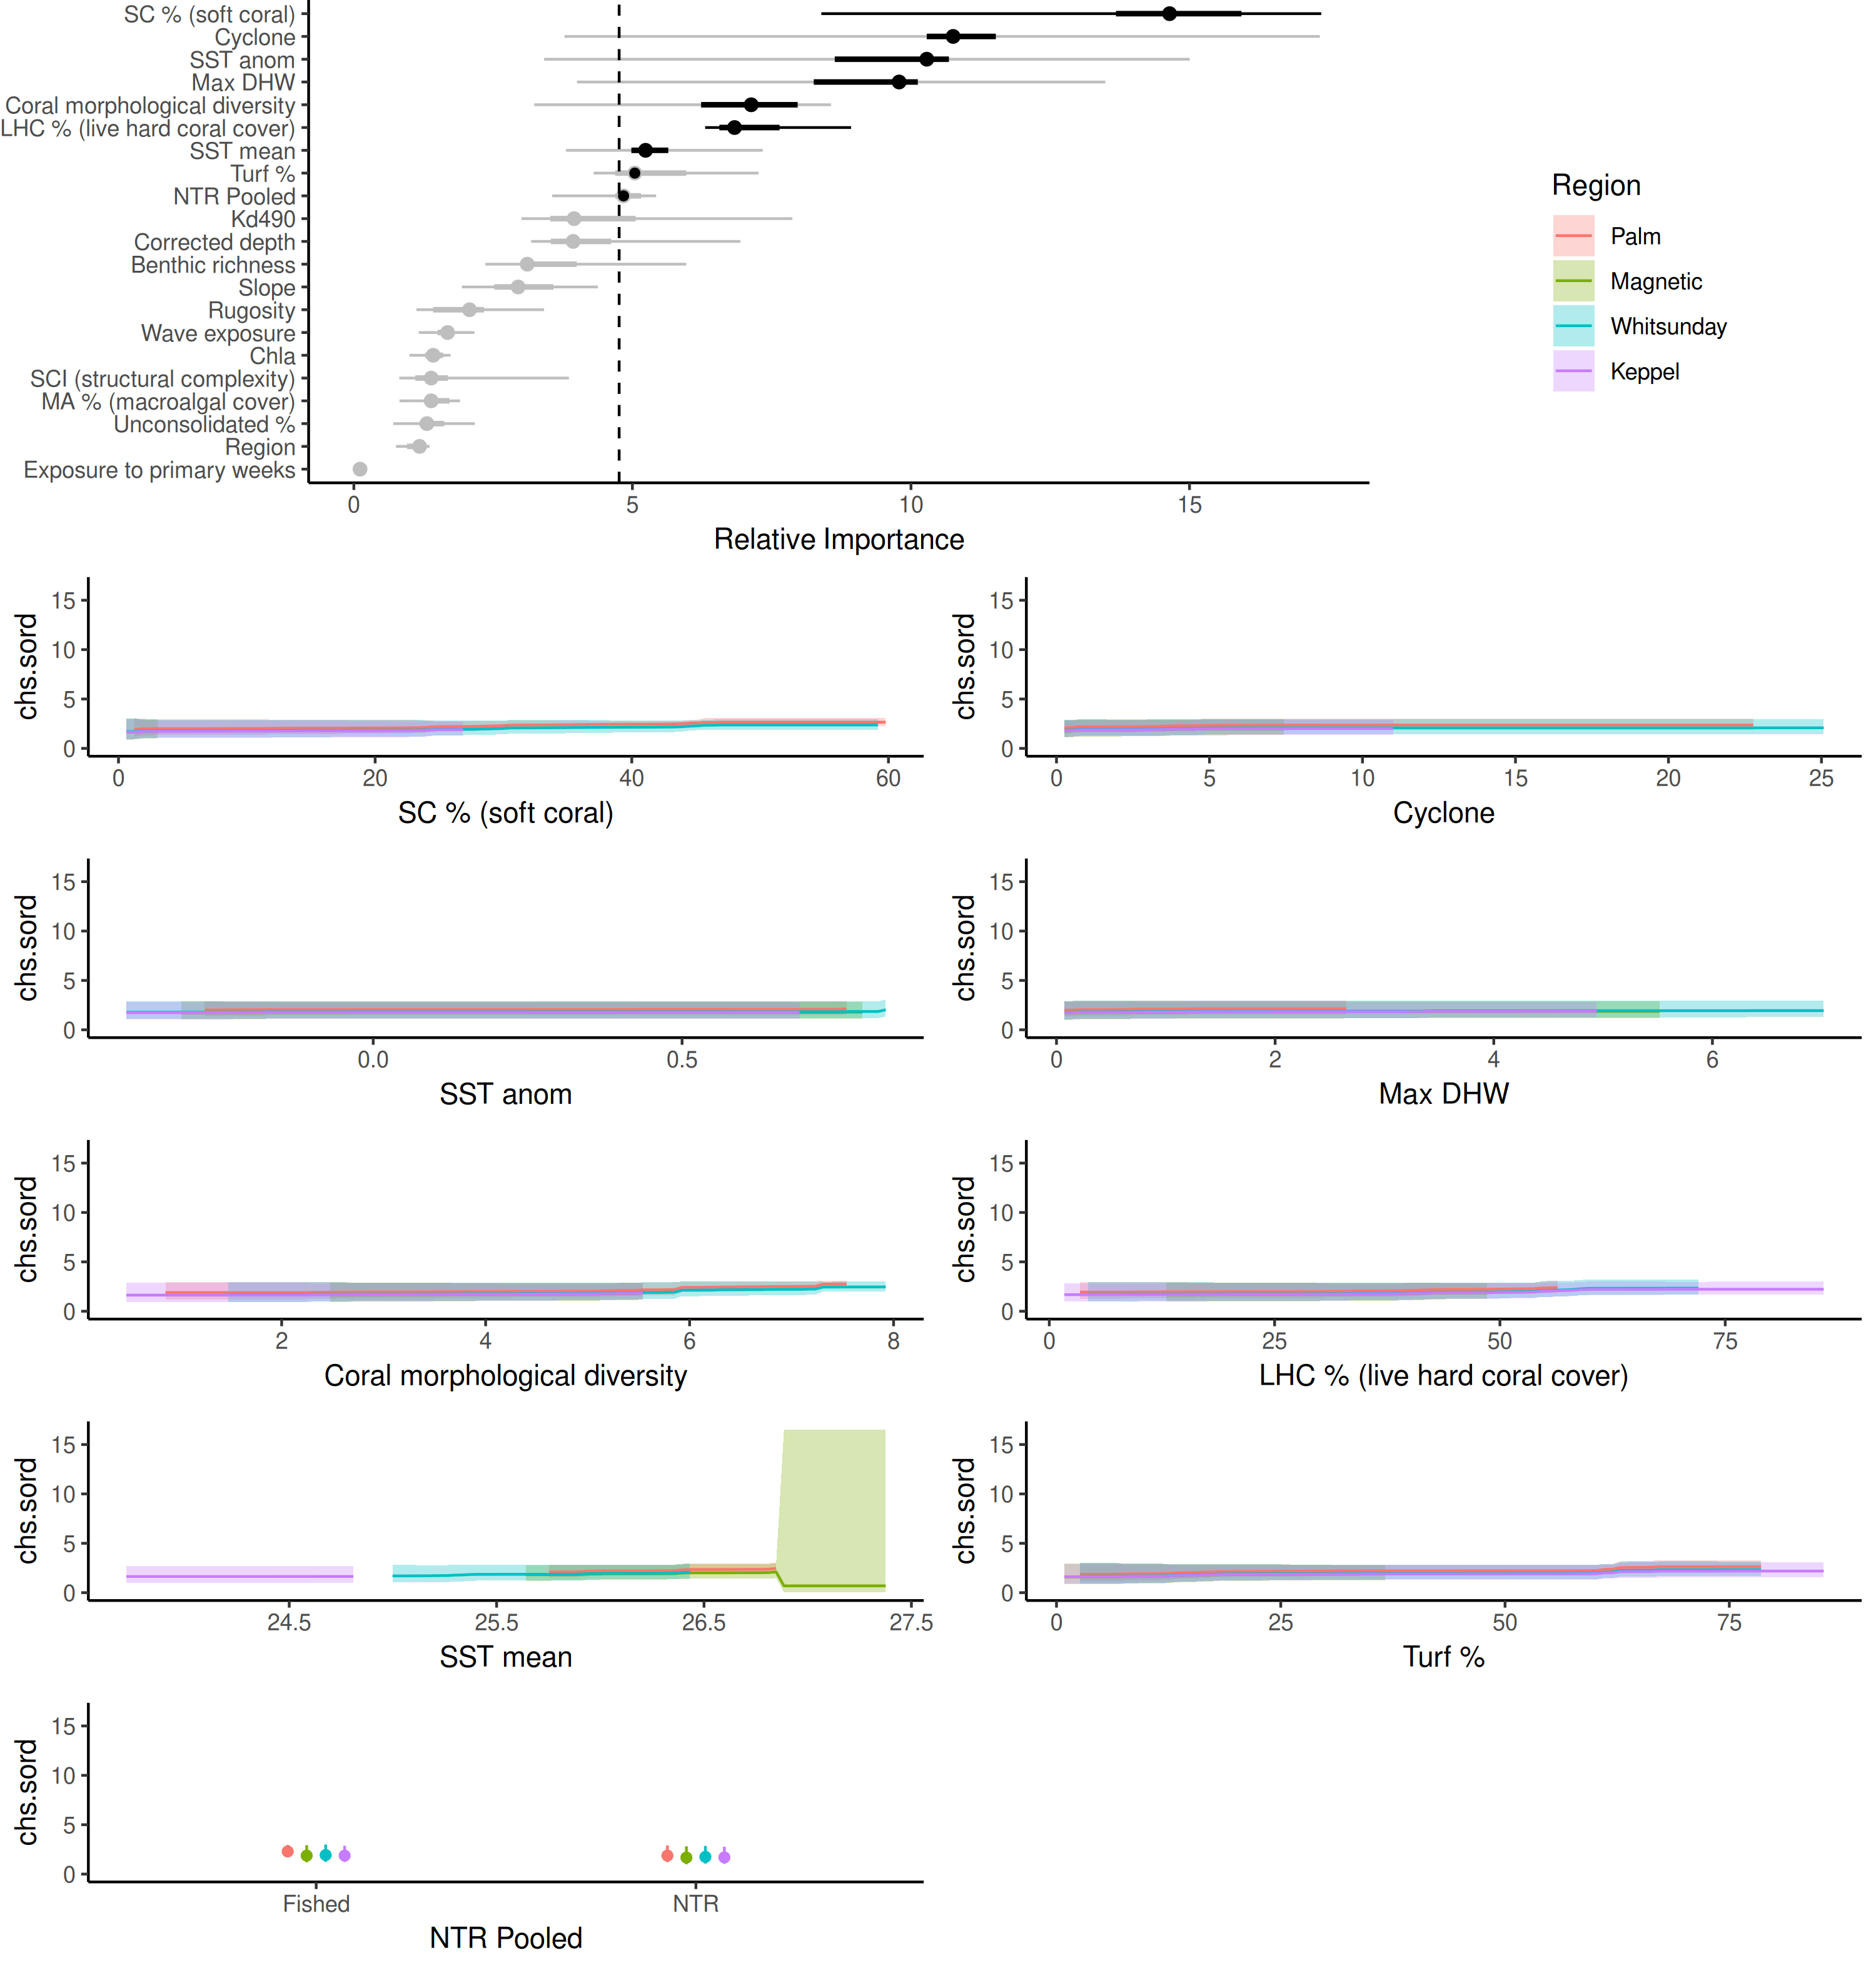 SC % (soft coral)
Cyclone
SST anom
Max DHW
Coral morphological diversity
LHC % (live hard coral cover)
SST mean
Turf %
NTR Pooled
Kd490
Corrected depth
Benthic richness
Slope
Rugosity
Wave exposure
Chla
SCI (structural complexity)
MA % (macroalgal cover)
Unconsolidated %
Region
Exposure to primary weeks
0 5 10 15
Relative Importance
Region
Palm
Magnetic
Whitsunday
Keppel
chs.sord
15
10
5
0
0 20 40 60
SC % (soft coral)
chs.sord
15
10
5
0
0 5 10 15 20 25
Cyclone
chs.sord
15
10
5
0
0.0 0.5
SST anom
chs.sord
15
10
5
0
0 2 4 6
Max DHW
chs.sord
15
10
5
0
2 4 6 8
Coral morphological diversity
chs.sord
15
10
5
0
0 25 50 75
LHC % (live hard coral cover)
chs.sord
15
10
5
0
24.5 25.5 26.5 27.5
SST mean
chs.sord
15
10
5
0
0 25 50 75
Turf %
chs.sord
15
10
5
0
Fished NTR
NTR Pooled